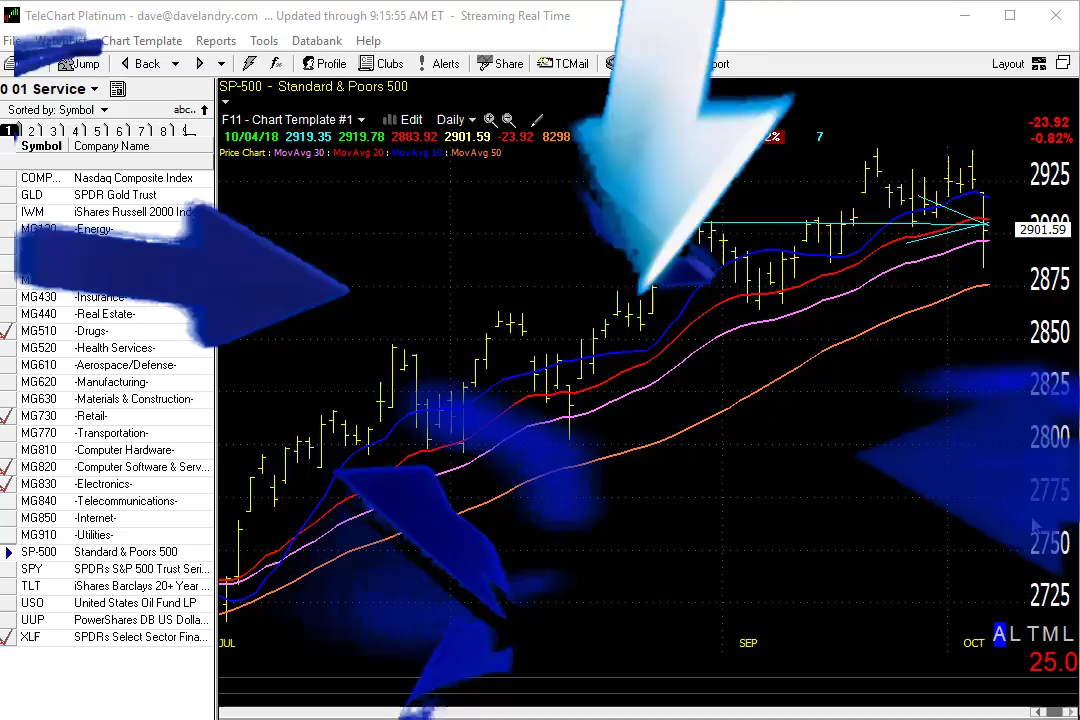 TeleChart Platinum - dave@davelandry.com ... Updated through 9:15:55 AM ET - Streaming Real Time
File Chart Template Reports Tools Databank Help
Jump Back Profile Clubs Alerts Share TCMail port Layout
0 01 Service
SP-500 - Standard & Poors 500
Sorted by: Symbol abc..
F11 - Chart Template #1 Edit Daily
1 2 3 4 5 6 7 8
10/04/18 2919.35 2919.78 2883.92 2901.59 -23.92 8298 2% 7
-23.92
-0.82%
Symbol Company Name
Price Chart : MovAvg 30 : MovAvg 20 : MovAvg 10 : MovAvg 50
COMP... Nasdaq Composite Index
GLD SPDR Gold Trust
IWM iShares Russell 2000 Inde
-Energy-
MG430 -Insurance-
MG440 -Real Estate-
MG510 -Drugs-
MG520 -Health Services-
MG610 -Aerospace/Defense-
MG620 -Manufacturing-
MG630 -Materials & Construction-
MG730 -Retail-
MG770 -Transportation-
MG810 -Computer Hardware-
MG820 -Computer Software & Serv...
MG830 -Electronics-
MG840 -Telecommunications-
MG850 -Internet-
MG910 -Utilities-
SP-500 Standard & Poors 500
SPY SPDRs S&P 500 Trust Seri...
TLT iShares Barclays 20+ Year ...
USO United States Oil Fund LP
UUP PowerShares DB US Dolla...
XLF SPDRs Select Sector Fina...
2925
2900
2901.59
2875
2850
2825
2800
2775
2750
2725
JUL SEP OCT
A L T M L
25.0